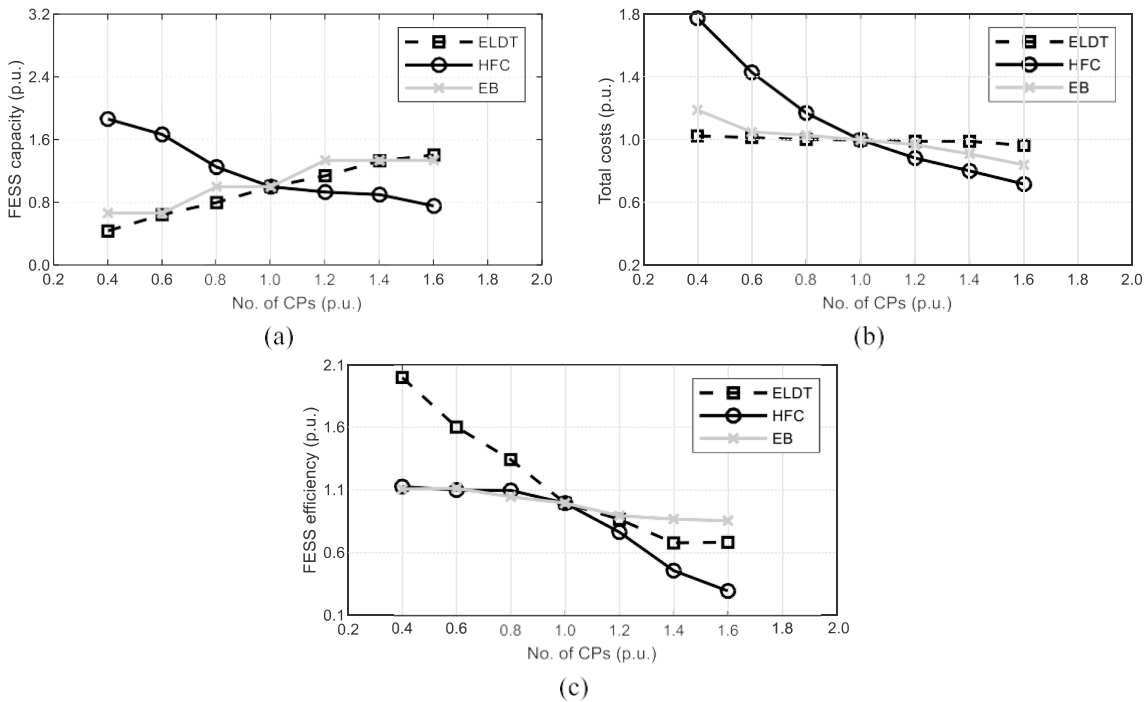 3.2
2.4
1.6
0.8
0.0
FESS capacity (p.u.)
ELDT
HFC
EB
0.2 0.4 0.6 0.8 1.0 1.2 1.4 1.6 1.8 2.0
No. of CPs (p.u.)
(a)
1.8
1.4
1.0
0.6
0.2
Total costs (p.u.)
ELDT
HFC
EB
0.2 0.4 0.6 0.8 1.0 1.2 1.4 1.6 2.0
No. of CPs (p.u.)
(b)
2.1
1.6
1.1
0.6
0.1
FESS efficiency (p.u.)
ELDT
HFC
EB
0.2 0.4 0.6 0.8 1.0 1.2 1.4 1.6 2.0
No. of CPs (p.u.)
(c)